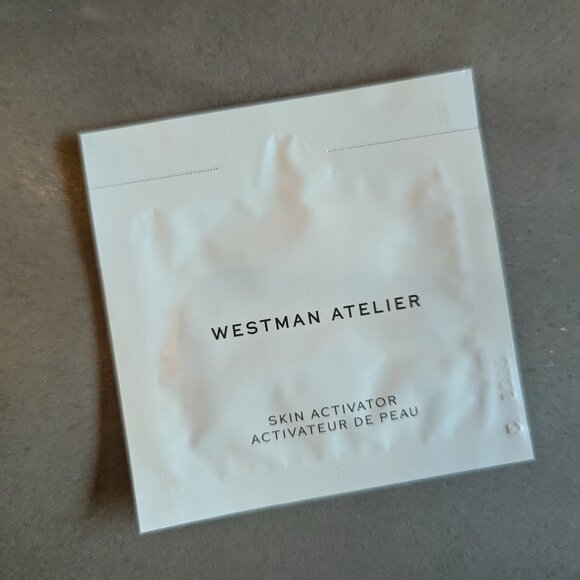 WESTMAN ATELIER
SKIN ACTIVATOR
ACTIVATEUR DE PEAU